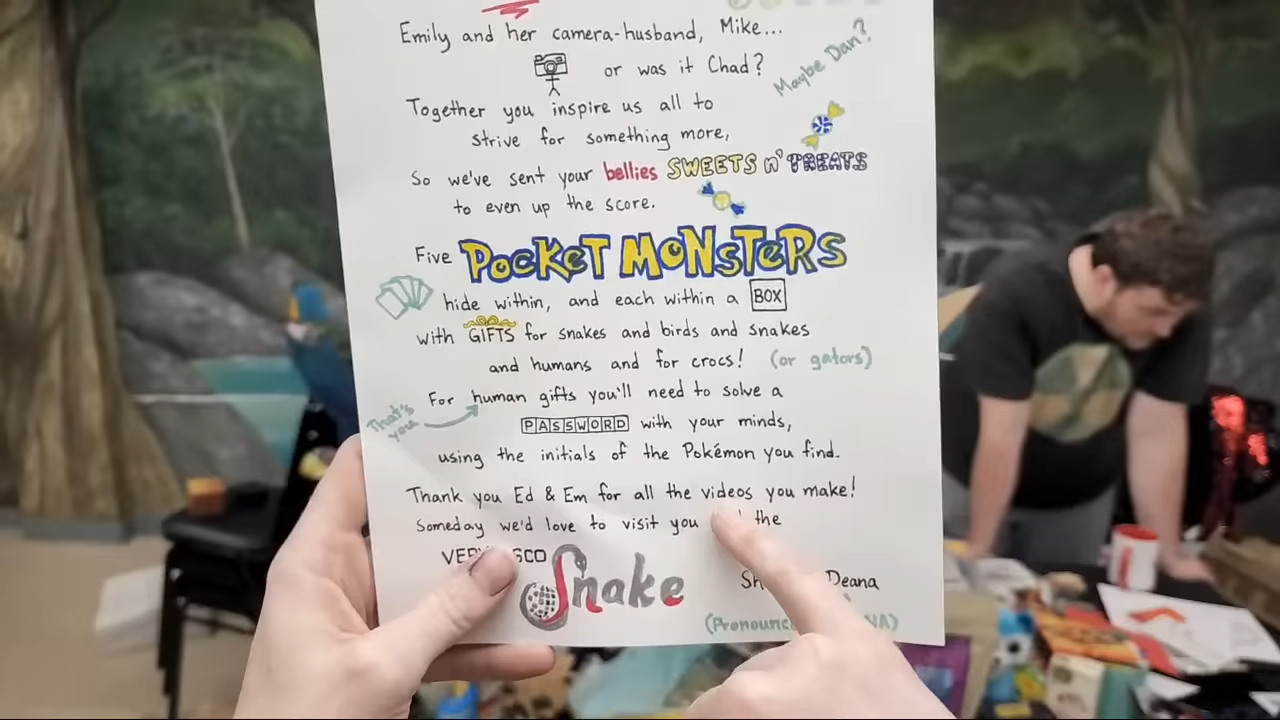 Emily and her camera-husband, Mike...
or was it Chad?
Maybe Dan?
Together you inspire us all to
strive for something more,
So we've sent your bellies SWEETS n' TREATS
to even up the score.
Five POCKET MONSTERS
hide within, and each within a BOX
with GIFTS for snakes and birds and snakes
and humans and for crocs! (or gators)
For human gifts you'll need to solve a
That's you
PASSWORD with your minds,
using the initials of the Pokémon you find.
Thank you Ed & Em for all the videos you make!
Someday we'd love to visit you the
Snake
Deana